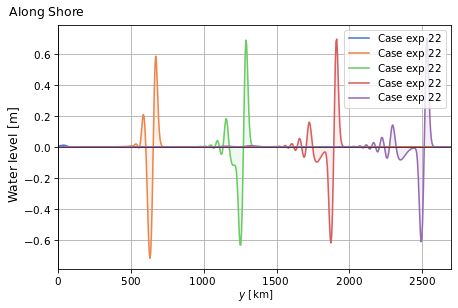 Along Shore
Water level [m]
0.6
0.4
0.2
0.0
−0.2
−0.4
−0.6
Case exp 22
Case exp 22
Case exp 22
Case exp 22
Case exp 22
0 500 1000 1500 2000 2500
y [km]